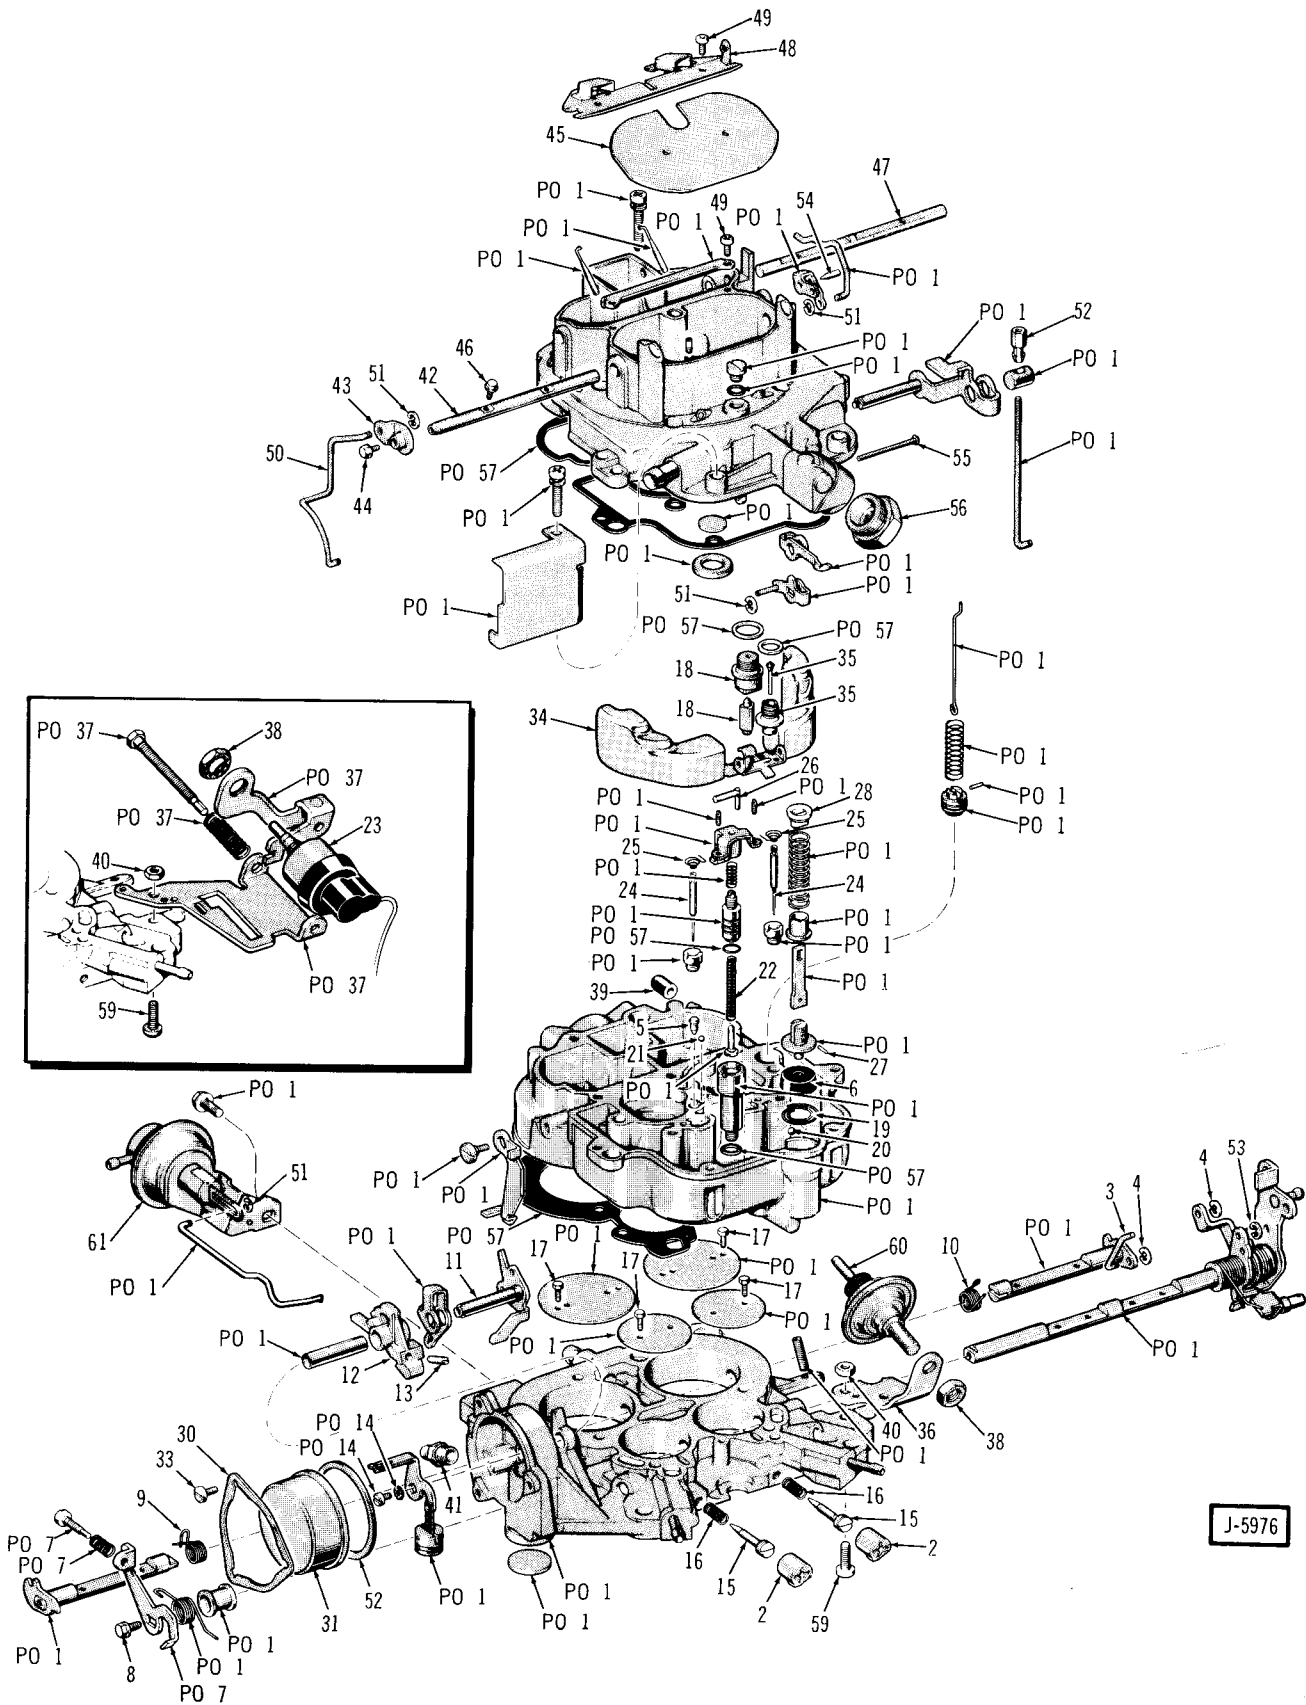 49
48
45
47
PO 1
49
PO 1
54
PO 1
PO 1
PO 1
PO 1
51
PO 1
52
PO 1
46
PO 1
PO 1
51
42
43
PO 1
50
PO 57
55
44
PO 1
PO 1
56
PO 1
PO 1
PO 1
51
PO 1
PO 57
PO 57
PO 1
18
35
35
34
18
PO 1
38
PO 37
PO 37
PO 37
23
40
PO 37
59
26
PO 1
28
PO 1
PO 1
25
25
PO 1
PO 1
PO 1
PO 1
24
24
PO 1
PO 1
PO 57
PO 1
PO 1
22
PO 1
39
5
21
PO 1
27
PO 1
6
PO 1
19
20
PO 57
PO 1
PO 1
51
PO 1
PO 1
61
PO 1
PO 57
PO 1
17
60
4
53
3
4
PO 1
10
PO 1
11
17
17
PO 1
17
PO 1
PO 1
PO 1
PO 1
12
13
40
36
38
PO 1
30
33
PO 14
PO 14
41
9
16
15
2
PO 7
PO 7
16
15
2
59
J-5976
31
52
PO 1
PO 1
PO 1
PO 1
PO 1
PO 1
8
PO 7